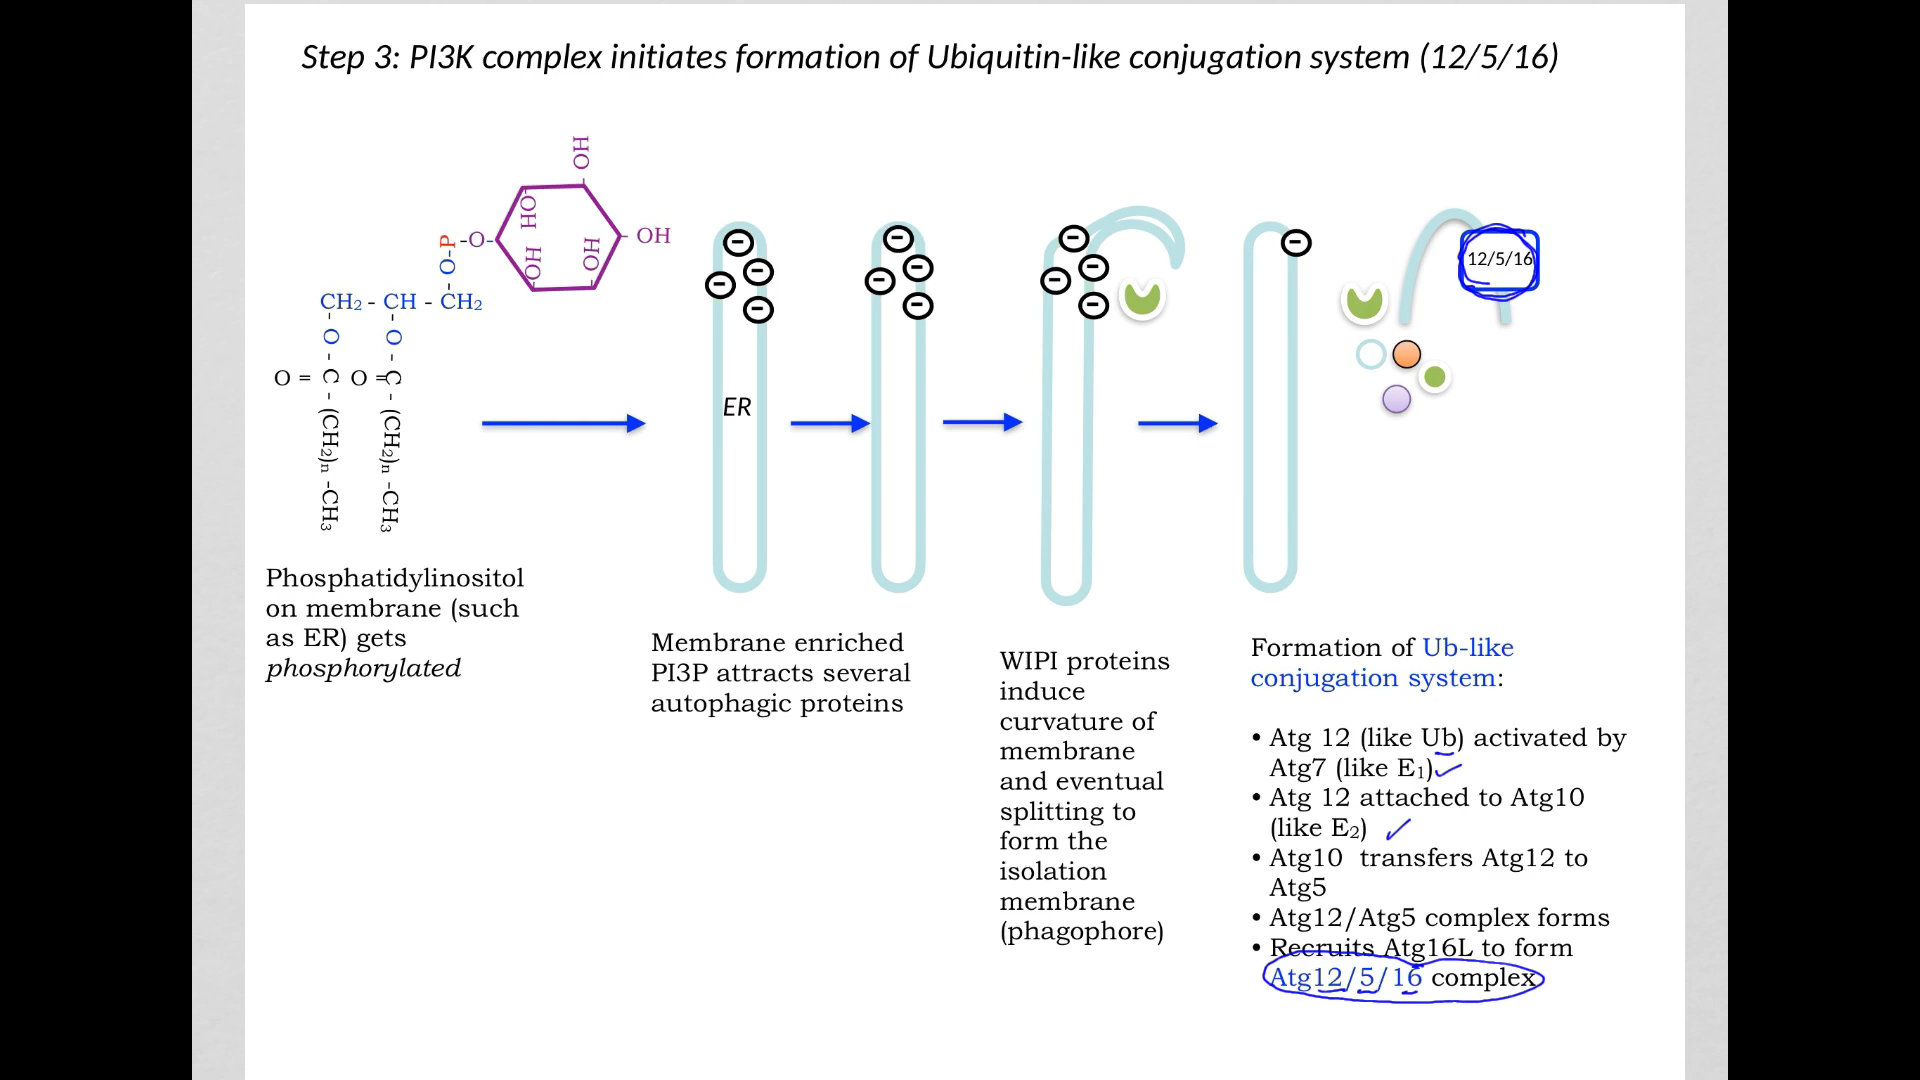 Step 3: PI3K complex initiates formation of Ubiquitin-like conjugation system (12/5/16)
OH
OH
OH
HO
HO
P -O-
O
CH₂ - CH - CH₂
O
O
O = C
O = C
(CH₂)ₙ -CH₃
(CH₂)ₙ -CH₃
Phosphatidylinositol
on membrane (such
as ER) gets
phosphorylated
ER
Membrane enriched
PI3P attracts several
autophagic proteins
WIPI proteins
induce
curvature of
membrane
and eventual
splitting to
form the
isolation
membrane
(phagophore)
12/5/16
Formation of Ub-like
conjugation system:
• Atg 12 (like Ub) activated by
Atg7 (like E₁)
• Atg 12 attached to Atg10
(like E₂)
• Atg10 transfers Atg12 to
Atg5
• Atg12/Atg5 complex forms
• Recruits Atg16L to form
Atg12/5/16 complex